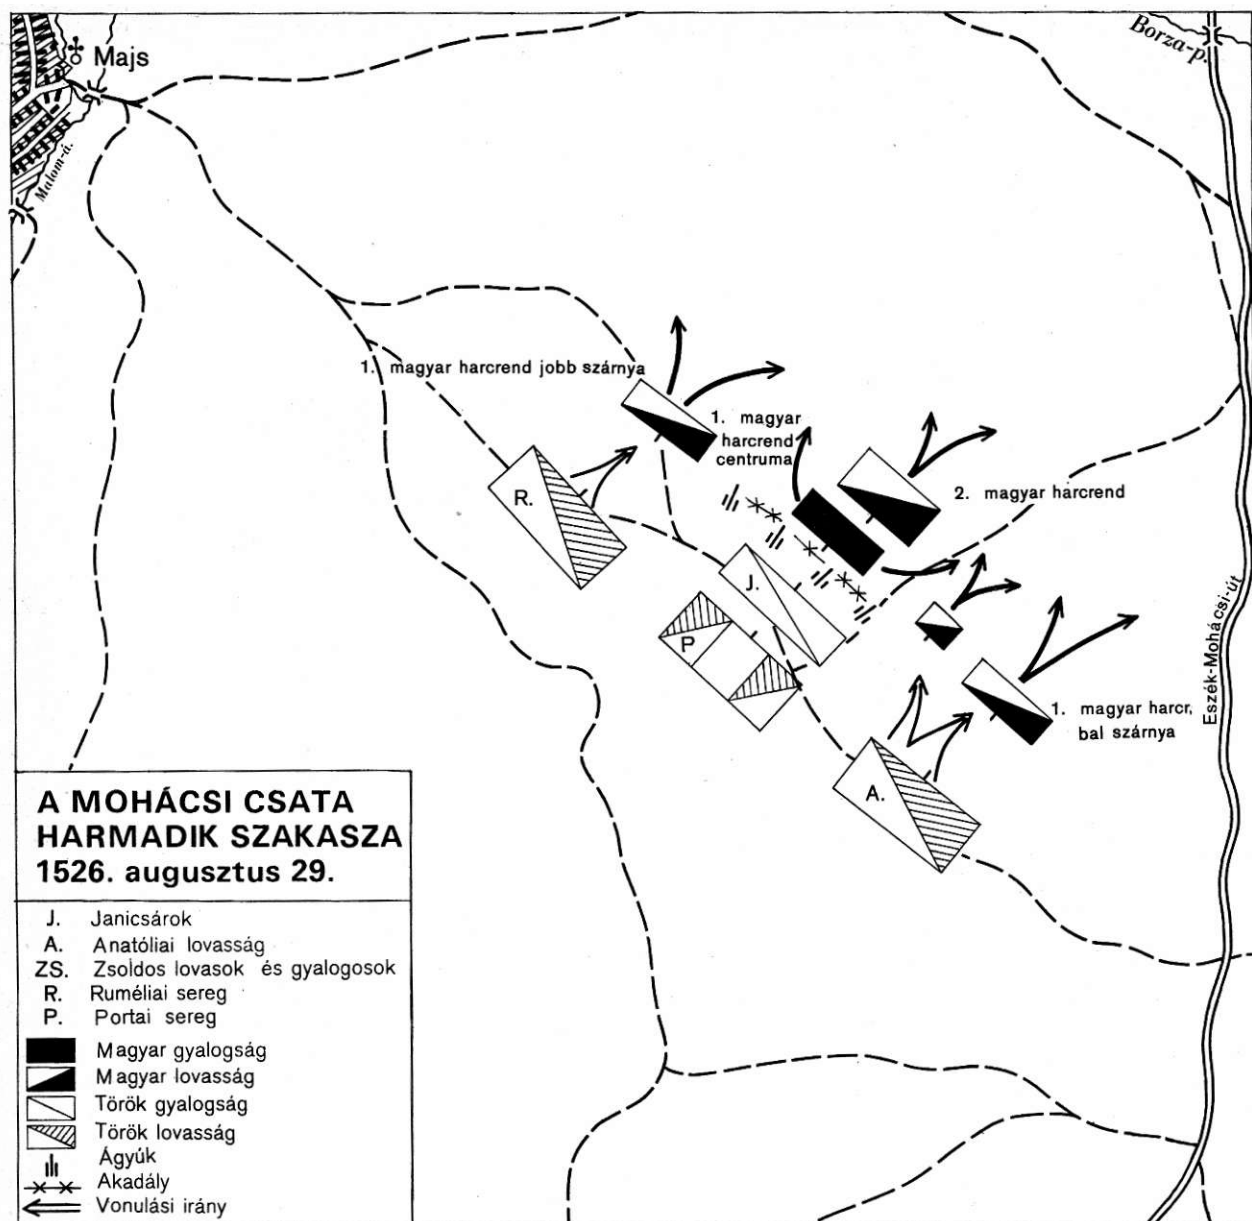 Majs
Borza-p.
Malom-á.
1. magyar harcrend jobb szárnya
1. magyar
harcrend
centruma
2. magyar harcrend
R.
J.
P
A.
1. magyar harcr,
bal szárnya
Eszék-Mohácsi-út
A MOHÁCSI CSATA
HARMADIK SZAKASZA
1526. augusztus 29.
J. Janicsárok
A. Anatóliai lovasság
ZS. Zsoldos lovasok és gyalogosok
R. Ruméliai sereg
P. Portai sereg
Magyar gyalogság
Magyar lovasság
Török gyalogság
Török lovasság
Ágyúk
Akadály
Vonulási irány